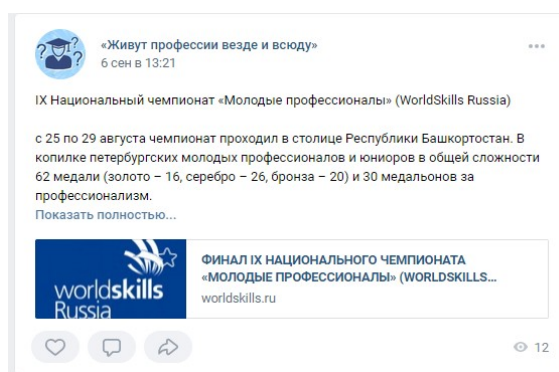 «Живут профессии везде и всюду»
6 сен в 13:21
IX Национальный чемпионат «Молодые профессионалы» (WorldSkills Russia)
с 25 по 29 августа чемпионат проходил в столице Республики Башкортостан. В
копилке петербургских молодых профессионалов и юниоров в общей сложности
62 медали (золото – 16, серебро – 26, бронза – 20) и 30 медальонов за
профессионализм.
Показать полностью...
worldskills
Russia
ФИНАЛ IX НАЦИОНАЛЬНОГО ЧЕМПИОНАТА
«МОЛОДЫЕ ПРОФЕССИОНАЛЫ» (WORLDSKILLS...
worldskills.ru
12